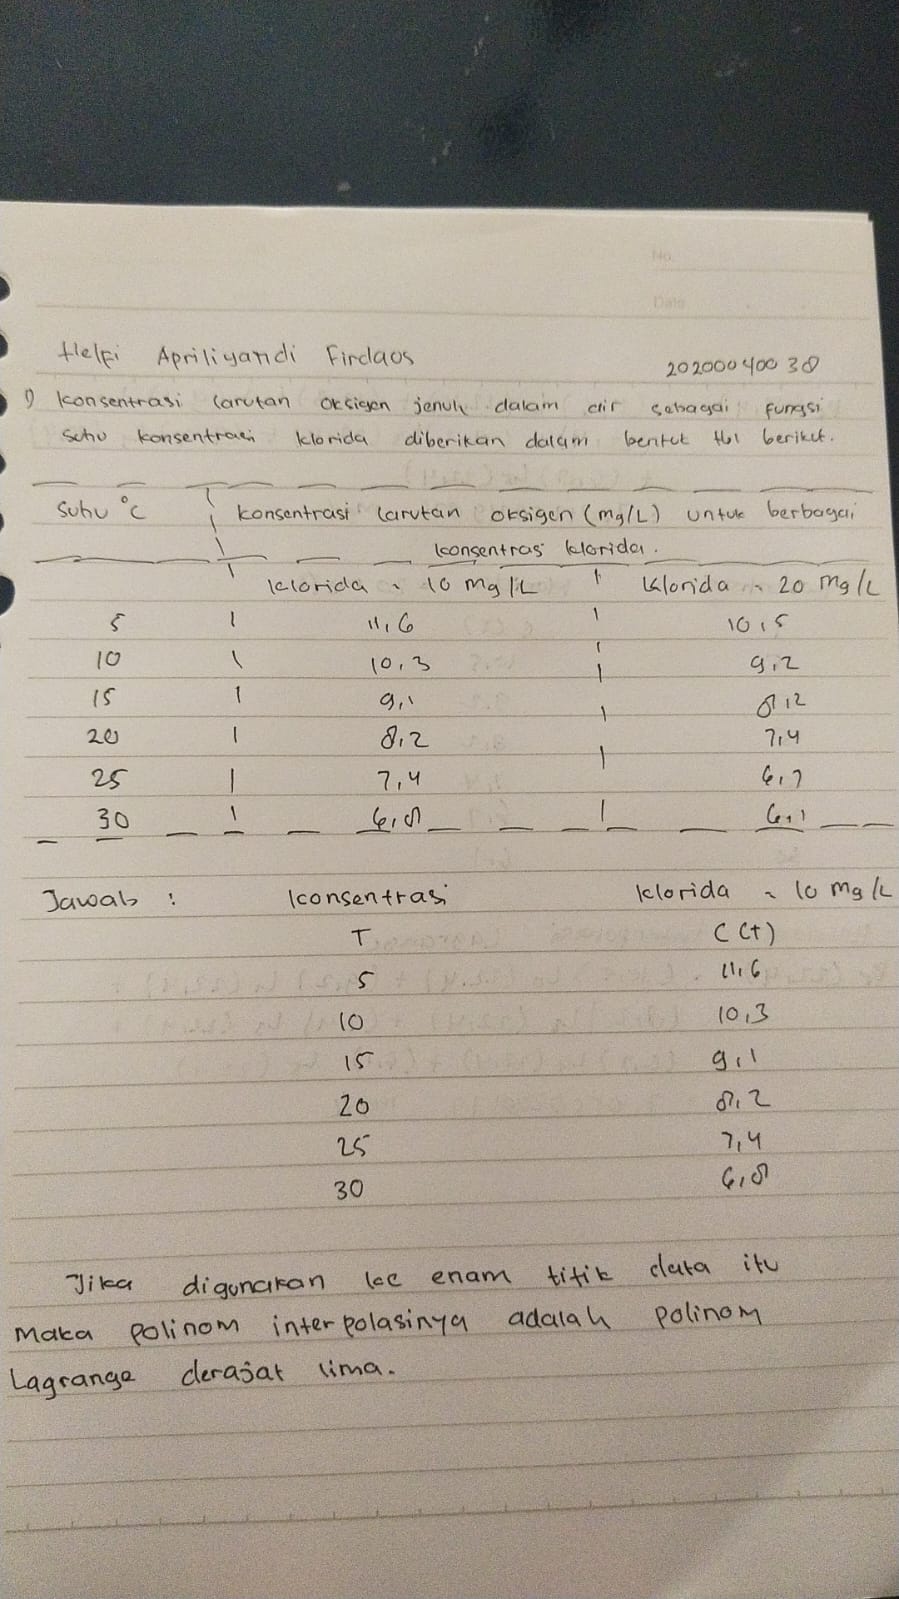 No.
Date
Helfi Apriliyandi Firdaos 20200040038
1) Konsentrasi larutan oksigen jenuh dalam air sebagai fungsi
suhu konsentrasi klorida diberikan dalam bentuk tbl berikut.
Suhu °C konsentrasi larutan oksigen (mg/L) untuk berbagai
konsentrasi klorida.
klorida = 10 mg/L klorida = 20 mg/L
5 11,6 10,5
10 10,3 9,2
15 9,1 8,2
20 8,2 7,4
25 7,4 6,7
30 6,8 6,1
Jawab : Konsentrasi klorida = 10 mg/L
T C (T)
5 11,6
10 10,3
15 9,1
20 8,2
25 7,4
30 6,8
Jika digunakan ke enam titik data itu
Maka polinom interpolasinya adalah polinom
Lagrange derajat lima.